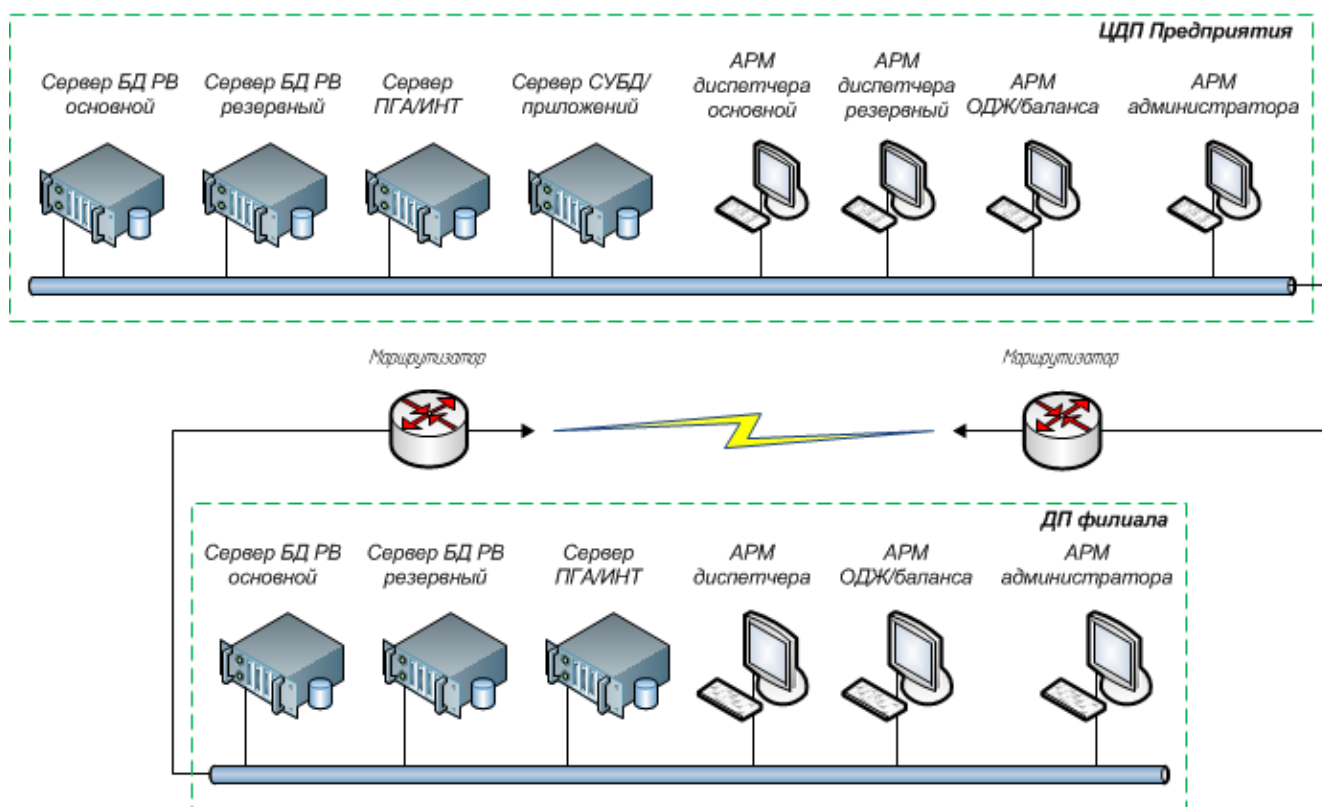 ЦДП Предприятия
Сервер БД РВ
основной
Сервер БД РВ
резервный
Сервер
ПГА/ИНТ
Сервер СУБД/
приложений
АРМ
диспетчера
основной
АРМ
диспетчера
резервный
АРМ
ОДЖ/баланса
АРМ
администратора
Маршрутизатор
Маршрутизатор
ДП филиала
Сервер БД РВ
основной
Сервер БД РВ
резервный
Сервер
ПГА/ИНТ
АРМ
диспетчера
АРМ
ОДЖ/баланса
АРМ
администратора